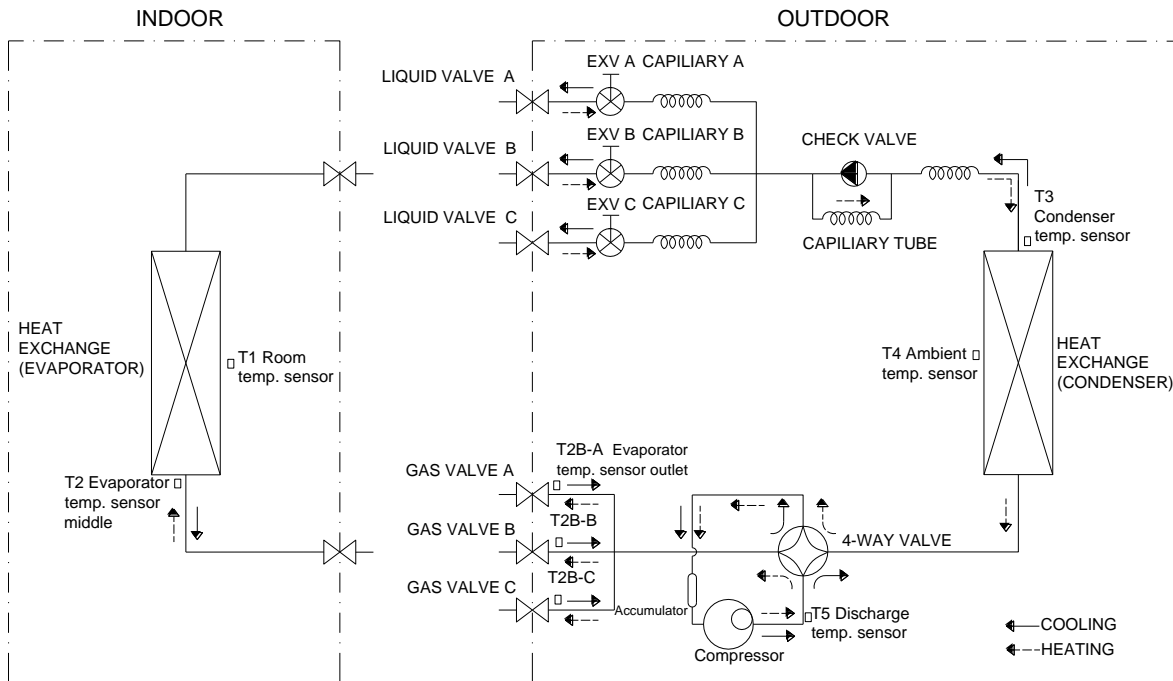 INDOOR
OUTDOOR
LIQUID VALVE A
EXV A CAPILIARY A
LIQUID VALVE B
EXV B CAPILIARY B
LIQUID VALVE C
EXV C CAPILIARY C
CHECK VALVE
CAPILIARY TUBE
T3
Condenser
temp. sensor
HEAT
EXCHANGE
(EVAPORATOR)
T1 Room
temp. sensor
T4 Ambient
temp. sensor
HEAT
EXCHANGE
(CONDENSER)
T2 Evaporator
temp. sensor
middle
GAS VALVE A
T2B-A Evaporator
temp. sensor outlet
GAS VALVE B
T2B-B
GAS VALVE C
T2B-C
4-WAY VALVE
Accumulator
Compressor
T5 Discharge
temp. sensor
COOLING
HEATING